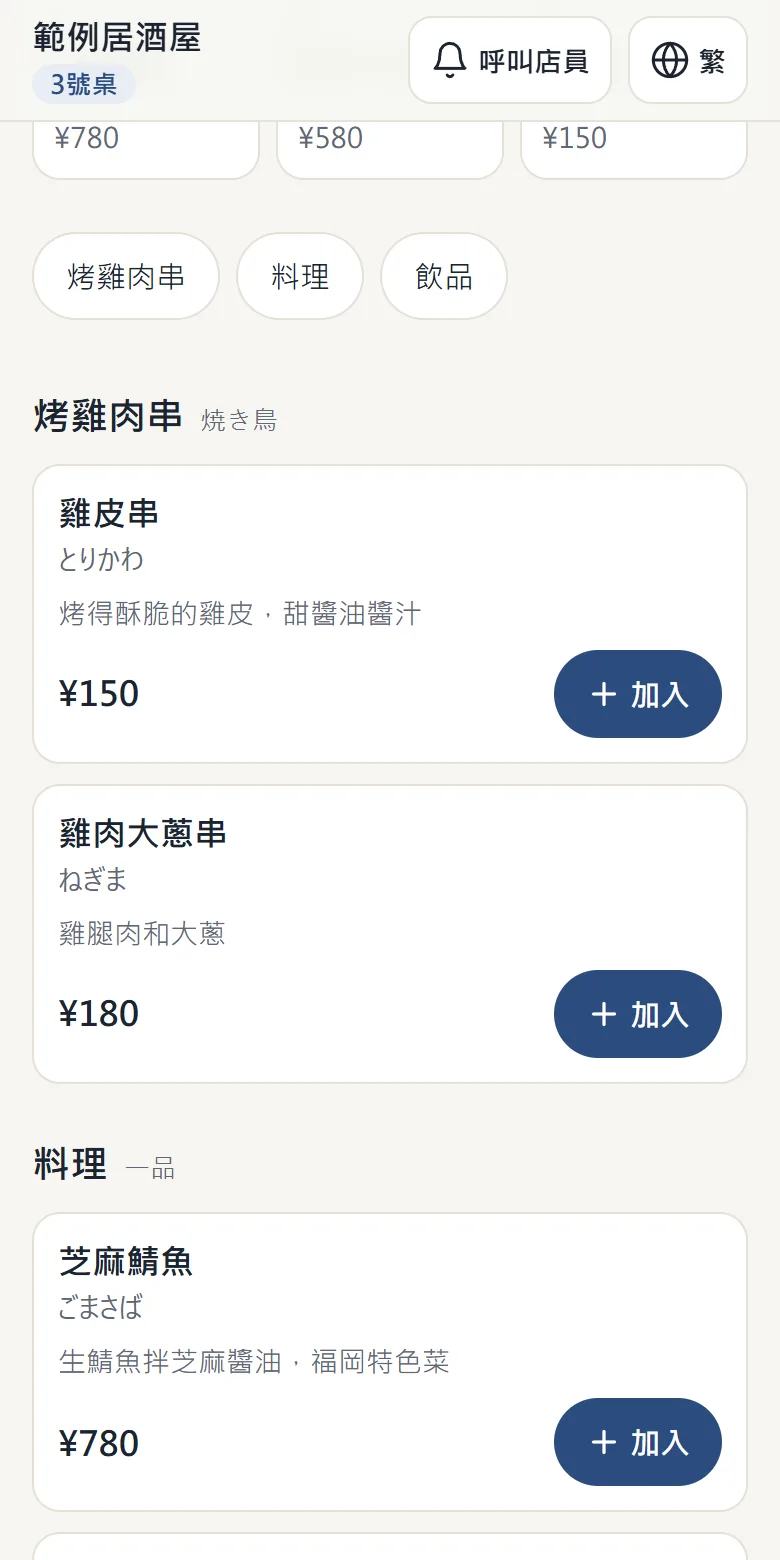 範例居酒屋
3號桌
呼叫店員
繁
¥780
¥580
¥150
烤雞肉串
料理
飲品
烤雞肉串 焼き鳥
雞皮串
とりかわ
烤得酥脆的雞皮，甜醬油醬汁
¥150
+ 加入
雞肉大蔥串
ねぎま
雞腿肉和大蔥
¥180
+ 加入
料理 一品
芝麻鯖魚
ごまさば
生鯖魚拌芝麻醬油，福岡特色菜
¥780
+ 加入